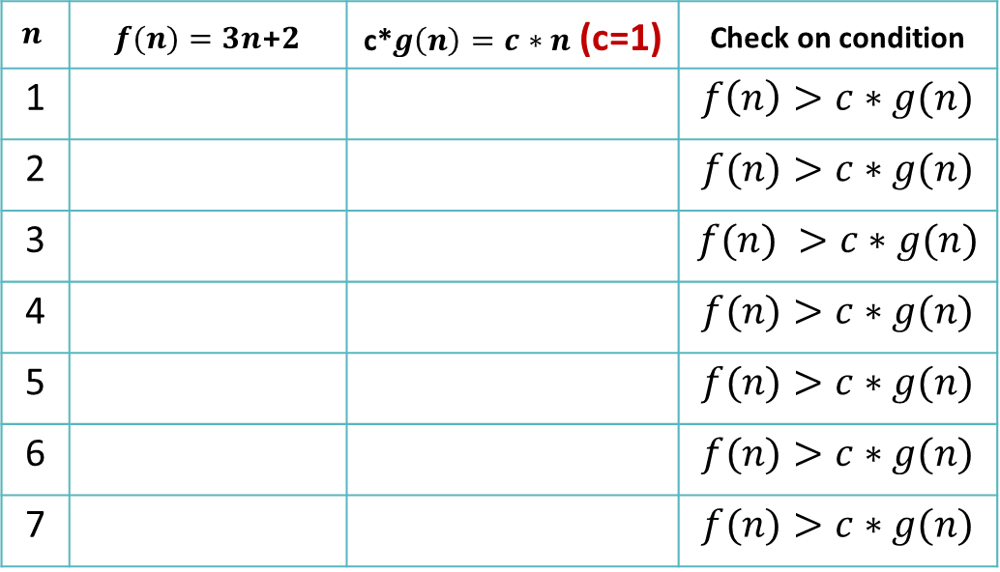 n f(n) = 3n+2 c*g(n) = c ∗ n (c=1) Check on condition
1 f(n) > c ∗ g(n)
2 f(n) > c ∗ g(n)
3 f(n) > c ∗ g(n)
4 f(n) > c ∗ g(n)
5 f(n) > c ∗ g(n)
6 f(n) > c ∗ g(n)
7 f(n) > c ∗ g(n)